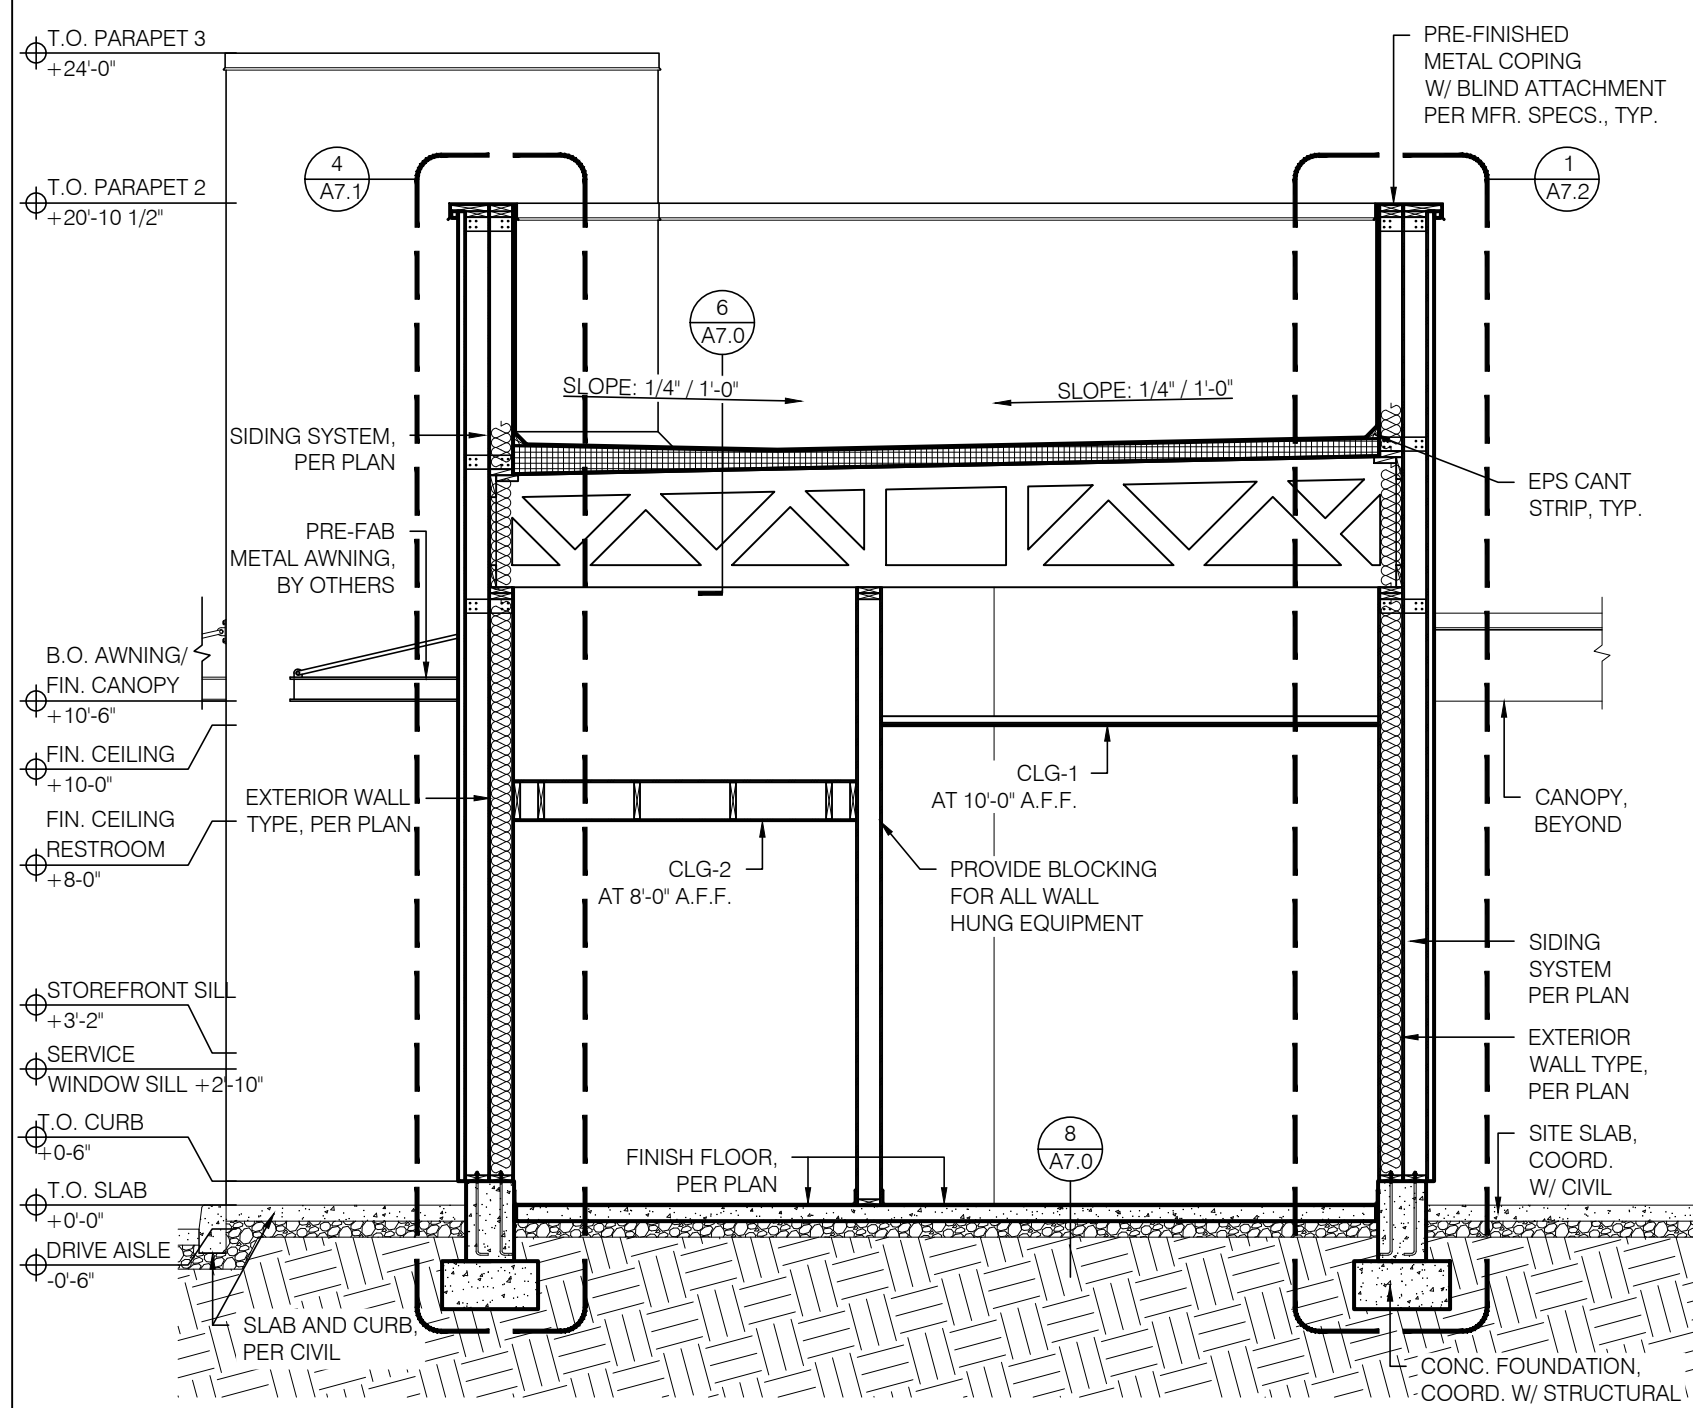 T.O. PARAPET 3
+24'-0"
T.O. PARAPET 2
+20'-10 1/2"
B.O. AWNING/
FIN. CANOPY
+10'-6"
FIN. CEILING
+10-0"
FIN. CEILING
RESTROOM
+8-0"
STOREFRONT SILL
+3'-2"
SERVICE
WINDOW SILL +2'-10"
T.O. CURB
+0-6"
T.O. SLAB
+0'-0"
DRIVE AISLE
-0'-6"
4
A7.1
SIDING SYSTEM,
PER PLAN
PRE-FAB
METAL AWNING,
BY OTHERS
EXTERIOR WALL
TYPE, PER PLAN
SLAB AND CURB,
PER CIVIL
6
A7.0
SLOPE: 1/4" / 1'-0"
SLOPE: 1/4" / 1'-0"
CLG-1
AT 10'-0" A.F.F.
CLG-2
AT 8'-0" A.F.F.
PROVIDE BLOCKING
FOR ALL WALL
HUNG EQUIPMENT
FINISH FLOOR,
PER PLAN
8
A7.0
PRE-FINISHED
METAL COPING
W/ BLIND ATTACHMENT
PER MFR. SPECS., TYP.
1
A7.2
EPS CANT
STRIP, TYP.
CANOPY,
BEYOND
SIDING
SYSTEM
PER PLAN
EXTERIOR
WALL TYPE,
PER PLAN
SITE SLAB,
COORD.
W/ CIVIL
CONC. FOUNDATION,
COORD. W/ STRUCTURAL